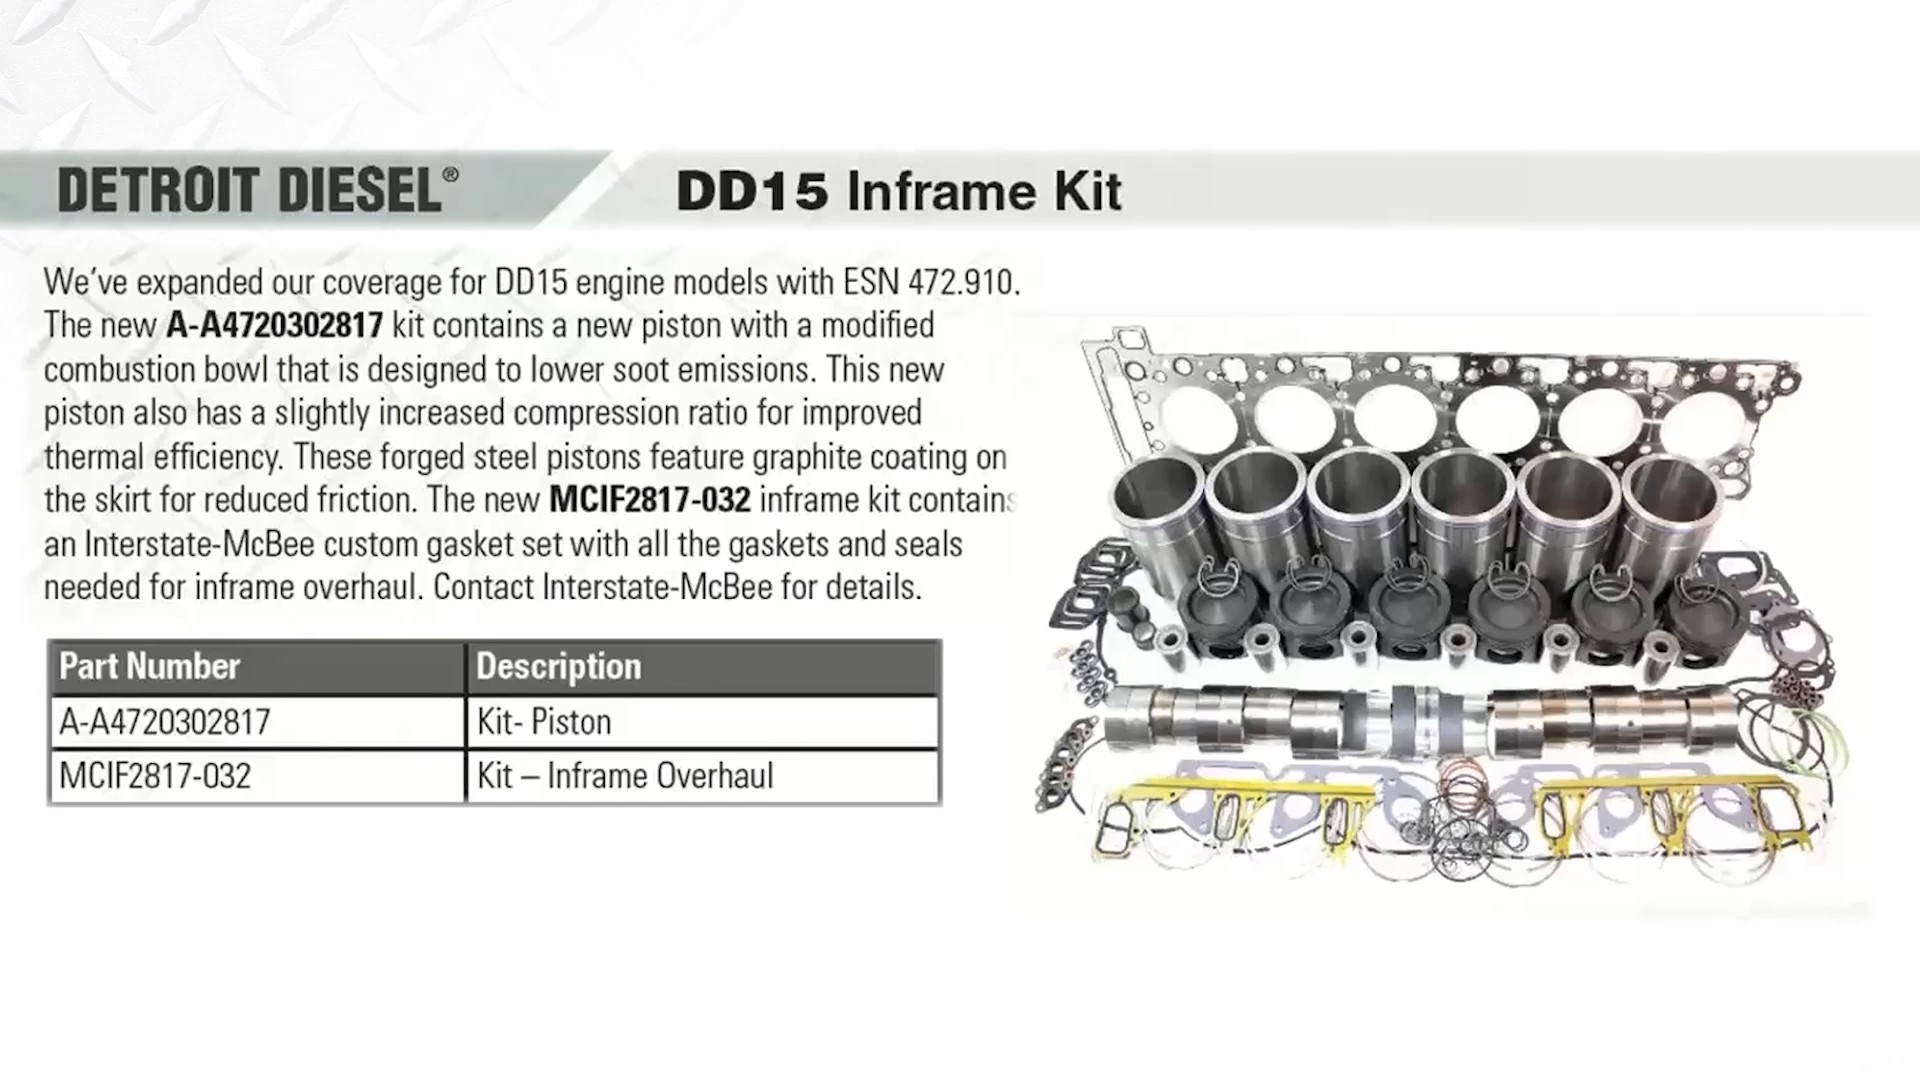 DETROIT DIESEL®
DD15 Inframe Kit
We've expanded our coverage for DD15 engine models with ESN 472.910.
The new A-A4720302817 kit contains a new piston with a modified
combustion bowl that is designed to lower soot emissions. This new
piston also has a slightly increased compression ratio for improved
thermal efficiency. These forged steel pistons feature graphite coating on
the skirt for reduced friction. The new MCIF2817-032 inframe kit contains
an Interstate-McBee custom gasket set with all the gaskets and seals
needed for inframe overhaul. Contact Interstate-McBee for details.
Part Number Description
A-A4720302817 Kit- Piston
MCIF2817-032 Kit – Inframe Overhaul